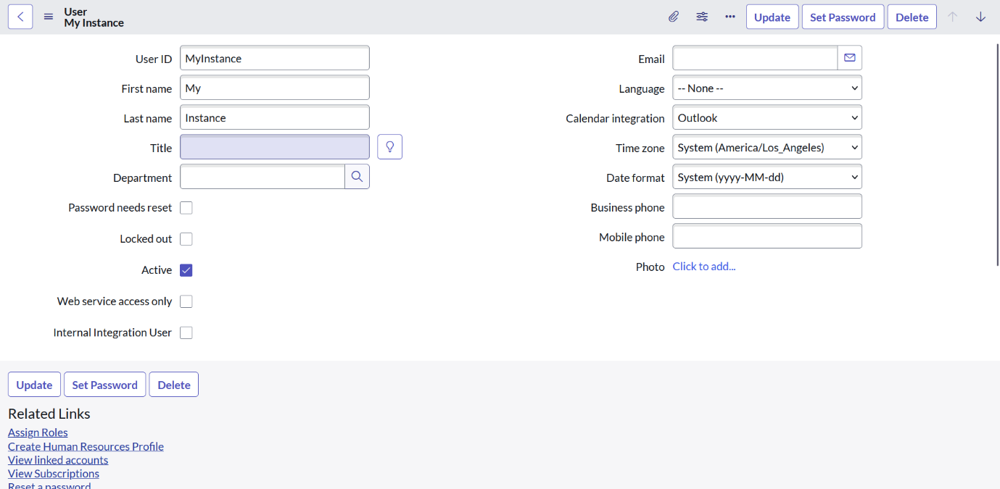 User
My Instance
Update
Set Password
Delete
User ID
MyInstance
First name
My
Last name
Instance
Title
Department
Password needs reset
Locked out
Active
Web service access only
Internal Integration User
Email
Language
-- None --
Calendar integration
Outlook
Time zone
System (America/Los_Angeles)
Date format
System (yyyy-MM-dd)
Business phone
Mobile phone
Photo
Click to add...
Update
Set Password
Delete
Related Links
Assign Roles
Create Human Resources Profile
View linked accounts
View Subscriptions
Reset a password